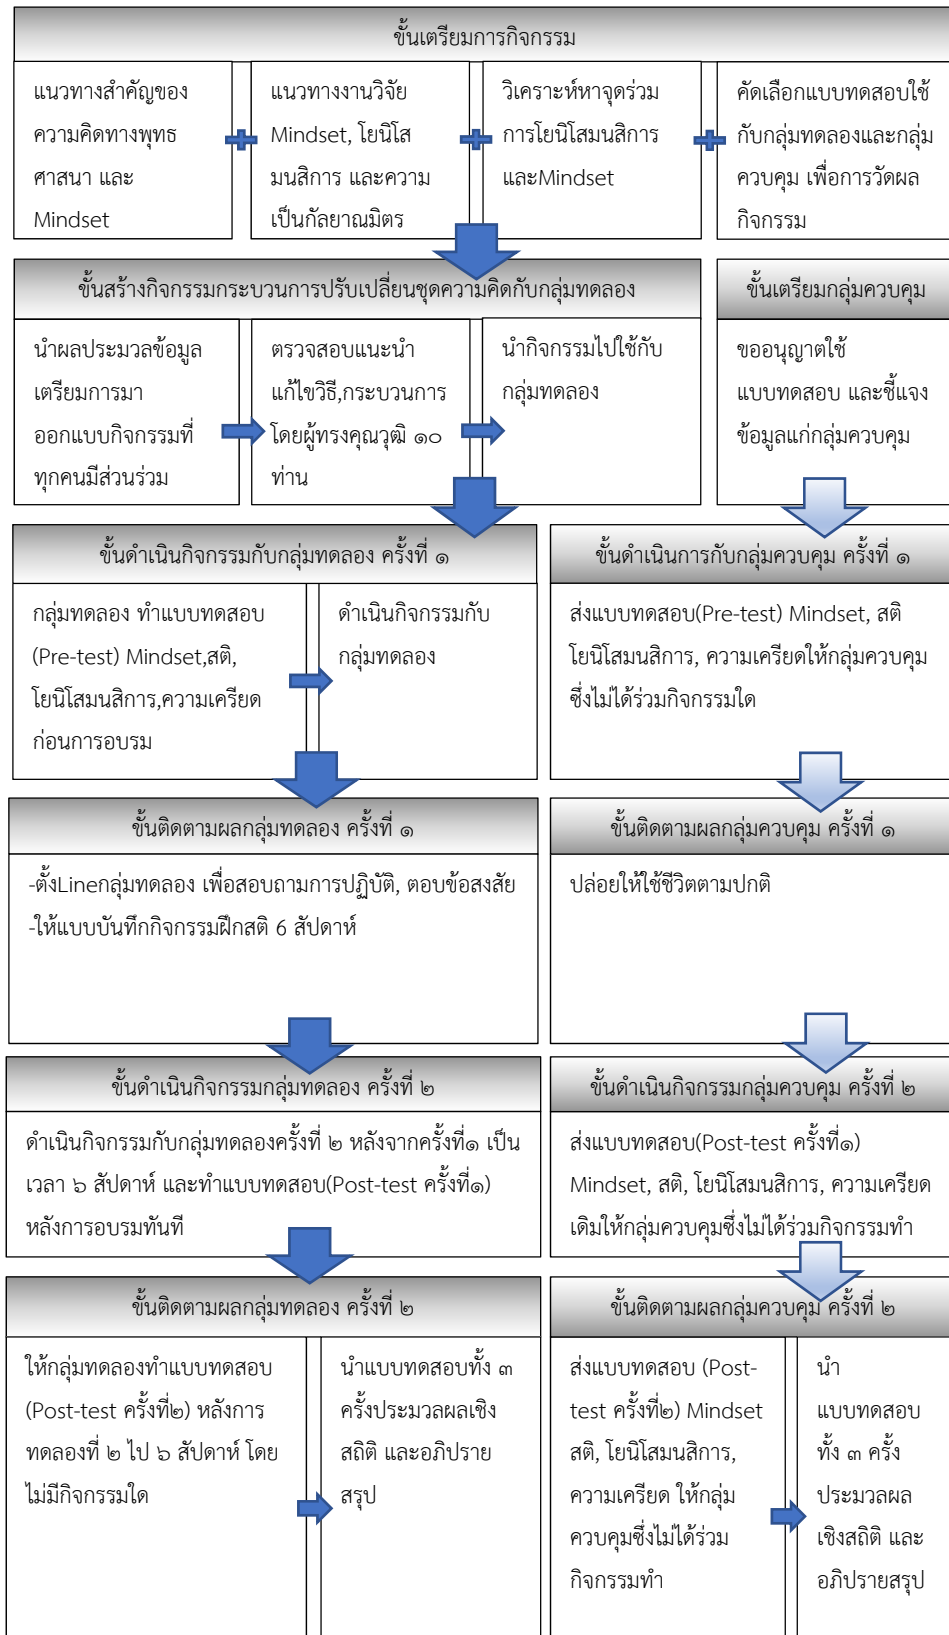 ขั้นเตรียมการกิจกรรม
แนวทางสำคัญของ
ความคิดทางพุทธ
ศาสนา และ
Mindset
แนวทางงานวิจัย
Mindset, โยนิโส
มนสิการ และความ
เป็นกัลยาณมิตร
วิเคราะห์หาจุดร่วม
การโยนิโสมนสิการ
และMindset
คัดเลือกแบบทดสอบใช้
กับกลุ่มทดลองและกลุ่ม
ควบคุม เพื่อการวัดผล
กิจกรรม
ขั้นสร้างกิจกรรมกระบวนการปรับเปลี่ยนชุดความคิดกับกลุ่มทดลอง
นำผลประมวลข้อมูล
เตรียมการมา
ออกแบบกิจกรรมที่
ทุกคนมีส่วนร่วม
ตรวจสอบแนะนำ
แก้ไขวิธี,กระบวนการ
โดยผู้ทรงคุณวุฒิ ๑๐
ท่าน
นำกิจกรรมไปใช้กับ
กลุ่มทดลอง
ขั้นเตรียมกลุ่มควบคุม
ขออนุญาตใช้
แบบทดสอบ และชี้แจง
ข้อมูลแก่กลุ่มควบคุม
ขั้นดำเนินกิจกรรมกับกลุ่มทดลอง ครั้งที่ ๑
กลุ่มทดลอง ทำแบบทดสอบ
(Pre-test) Mindset,สติ,
โยนิโสมนสิการ,ความเครียด
ก่อนการอบรม
ดำเนินกิจกรรมกับ
กลุ่มทดลอง
ขั้นดำเนินการกับกลุ่มควบคุม ครั้งที่ ๑
ส่งแบบทดสอบ(Pre-test) Mindset, สติ
โยนิโสมนสิการ, ความเครียดให้กลุ่มควบคุม
ซึ่งไม่ได้ร่วมกิจกรรมใด
ขั้นติดตามผลกลุ่มทดลอง ครั้งที่ ๑
-ตั้งLineกลุ่มทดลอง เพื่อสอบถามการปฏิบัติ, ตอบข้อสงสัย
-ให้แบบบันทึกกิจกรรมฝึกสติ 6 สัปดาห์
ขั้นติดตามผลกลุ่มควบคุม ครั้งที่ ๑
ปล่อยให้ใช้ชีวิตตามปกติ
ขั้นดำเนินกิจกรรมกลุ่มทดลอง ครั้งที่ ๒
ดำเนินกิจกรรมกับกลุ่มทดลองครั้งที่ ๒ หลังจากครั้งที่๑ เป็น
เวลา ๖ สัปดาห์ และทำแบบทดสอบ(Post-test ครั้งที่๑)
หลังการอบรมทันที
ขั้นดำเนินกิจกรรมกลุ่มควบคุม ครั้งที่ ๒
ส่งแบบทดสอบ(Post-test ครั้งที่๑)
Mindset, สติ, โยนิโสมนสิการ, ความเครียด
เดิมให้กลุ่มควบคุมซึ่งไม่ได้ร่วมกิจกรรมทำ
ขั้นติดตามผลกลุ่มทดลอง ครั้งที่ ๒
ให้กลุ่มทดลองทำแบบทดสอบ
(Post-test ครั้งที่๒) หลังการ
ทดลองที่ ๒ ไป ๖ สัปดาห์ โดย
ไม่มีกิจกรรมใด
นำแบบทดสอบทั้ง ๓
ครั้งประมวลผลเชิง
สถิติ และอภิปราย
สรุป
ขั้นติดตามผลกลุ่มควบคุม ครั้งที่ ๒
ส่งแบบทดสอบ (Post-
test ครั้งที่๒) Mindset
สติ, โยนิโสมนสิการ,
ความเครียด ให้กลุ่ม
ควบคุมซึ่งไม่ได้ร่วม
กิจกรรมทำ
นำ
แบบทดสอบ
ทั้ง ๓ ครั้ง
ประมวลผล
เชิงสถิติ และ
อภิปรายสรุป